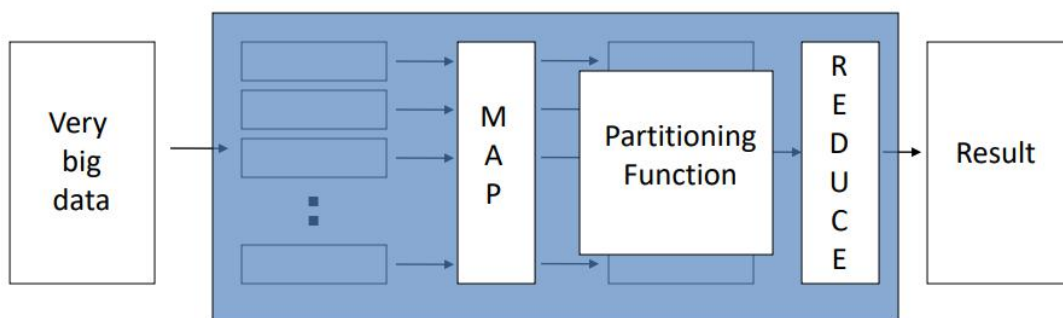 Very
big
data
M
A
P
Partitioning
Function
R
E
D
U
C
E
Result